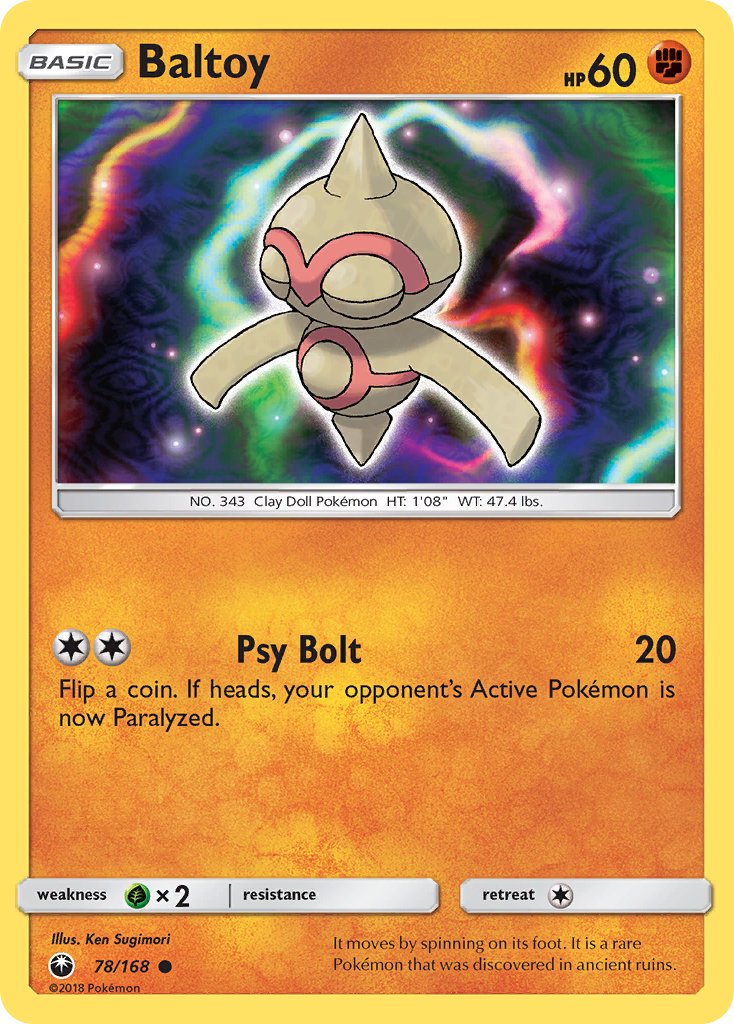 BASIC Baltoy HP60
NO. 343 Clay Doll Pokémon HT: 1'08" WT: 47.4 lbs.
Psy Bolt 20
Flip a coin. If heads, your opponent's Active Pokémon is
now Paralyzed.
weakness ×2 resistance retreat
Illus. Ken Sugimori
78/168
©2018 Pokémon
It moves by spinning on its foot. It is a rare
Pokémon that was discovered in ancient ruins.